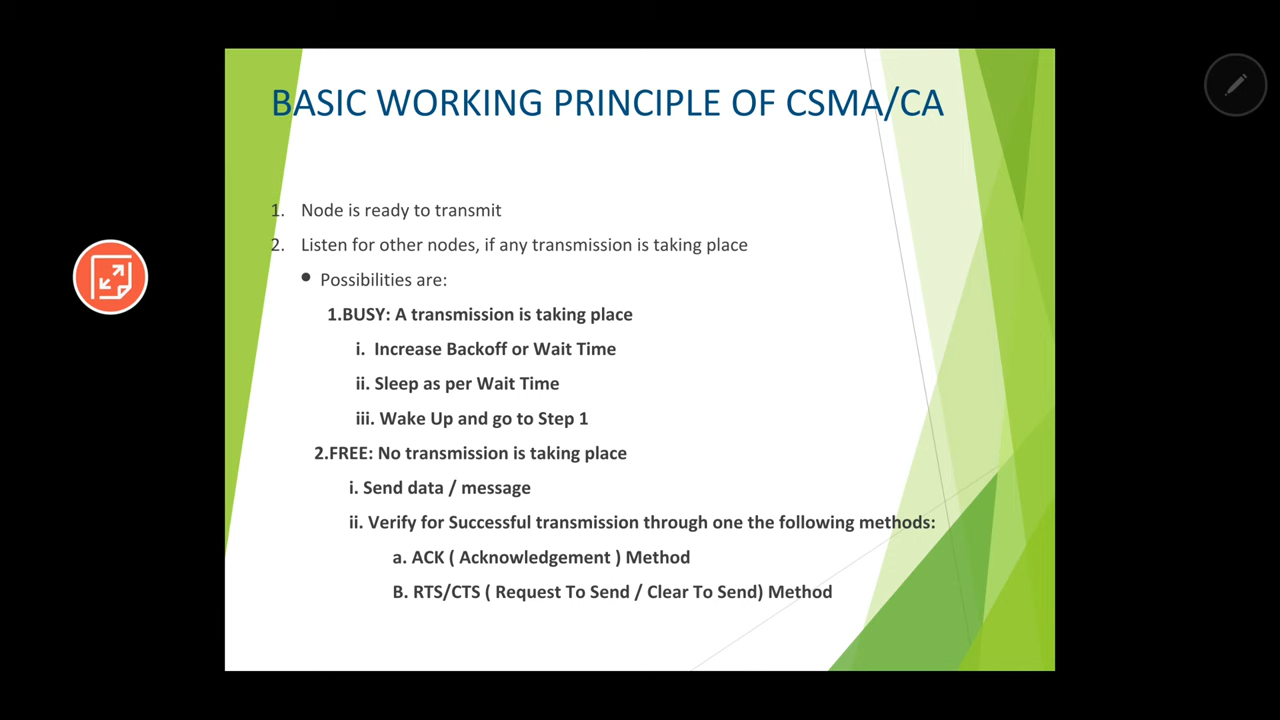 BASIC WORKING PRINCIPLE OF CSMA/CA
1. Node is ready to transmit
2. Listen for other nodes, if any transmission is taking place
• Possibilities are:
1.BUSY: A transmission is taking place
i. Increase Backoff or Wait Time
ii. Sleep as per Wait Time
iii. Wake Up and go to Step 1
2.FREE: No transmission is taking place
i. Send data / message
ii. Verify for Successful transmission through one the following methods:
a. ACK ( Acknowledgement ) Method
B. RTS/CTS ( Request To Send / Clear To Send) Method